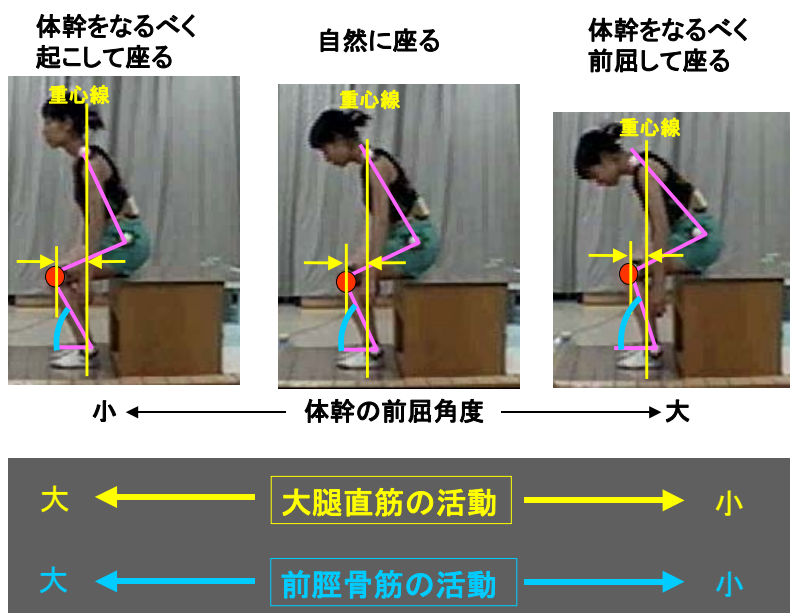 体幹をなるべく
起こして座る
自然に座る
体幹をなるべく
前屈して座る
重心線
重心線
重心線
小
体幹の前屈角度
大
大
大腿直筋の活動
小
大
前脛骨筋の活動
小